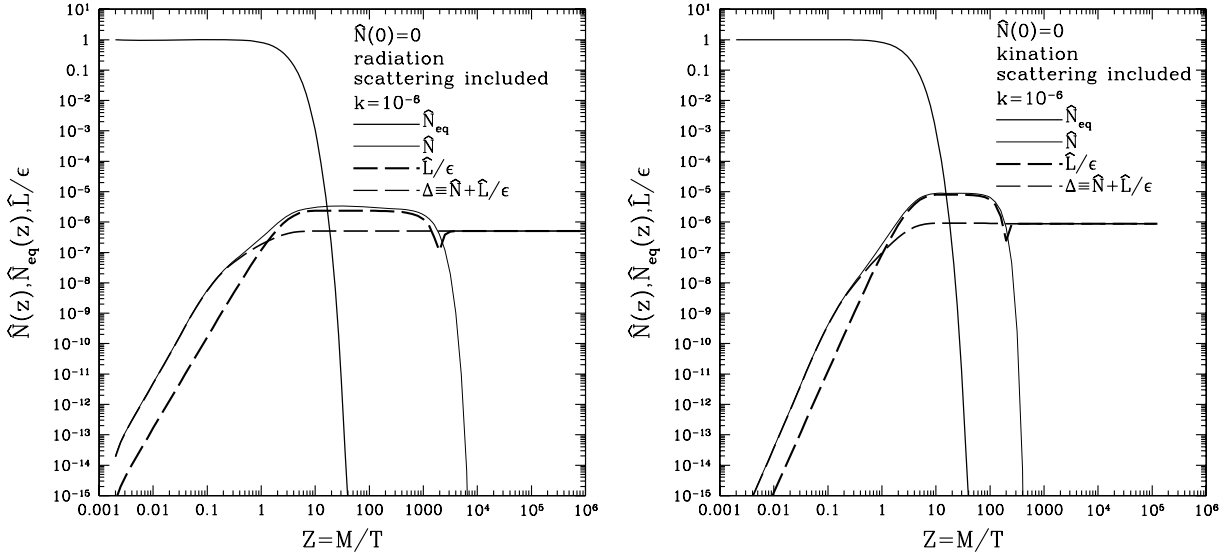 10
1
0.1
10⁻²
10⁻³
10⁻⁴
10⁻⁵
10⁻⁶
10⁻⁷
10⁻⁸
10⁻⁹
10⁻¹⁰
10⁻¹¹
10⁻¹²
10⁻¹³
10⁻¹⁴
10⁻¹⁵
N̂(z),N̂eq(z),L̂/ϵ
N̂(0)=0
radiation
scattering included
k=10⁻⁶
N̂eq
N̂
L̂/ϵ
Δ≡N̂+L̂/ϵ
0.001 0.01 0.1 1 10 100 1000 10⁴ 10⁵ 10⁶
Z=M/T
10
1
0.1
10⁻²
10⁻³
10⁻⁴
10⁻⁵
10⁻⁶
10⁻⁷
10⁻⁸
10⁻⁹
10⁻¹⁰
10⁻¹¹
10⁻¹²
10⁻¹³
10⁻¹⁴
10⁻¹⁵
N̂(z),N̂eq(z),L̂/ϵ
N̂(0)=0
kination
scattering included
k=10⁻⁶
N̂eq
N̂
L̂/ϵ
Δ≡N̂+L̂/ϵ
0.001 0.01 0.1 1 10 100 1000 10⁴ 10⁵ 10⁶
Z=M/T